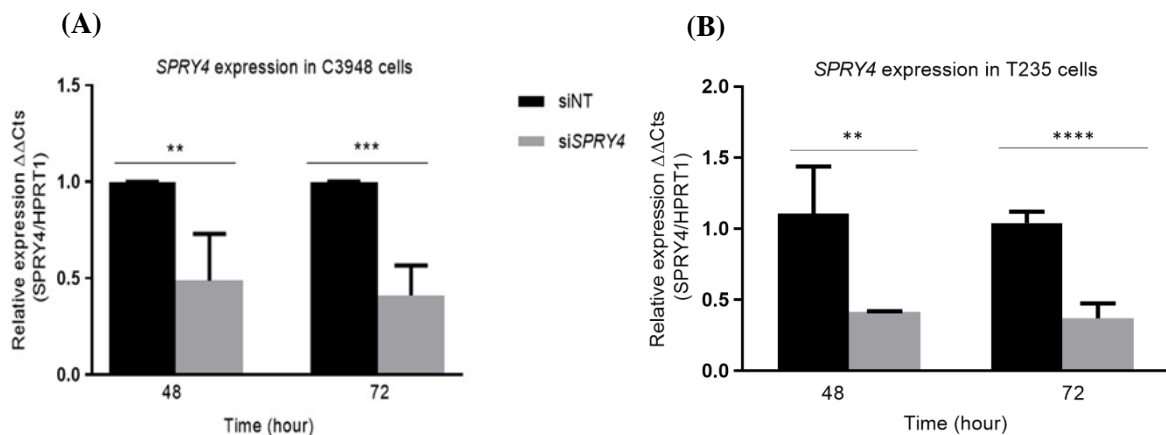 (A)
SPRY4 expression in C3948 cells
Relative expression ΔΔCts
(SPRY4/HPRT1)
1.5
1.0
0.5
0.0
**
***
48
72
Time (hour)
siNT
siSPRY4
(B)
SPRY4 expression in T235 cells
Relative expression ΔΔCts
(SPRY4/HPRT1)
2.0
1.5
1.0
0.5
0.0
**
****
48
72
Time (hour)